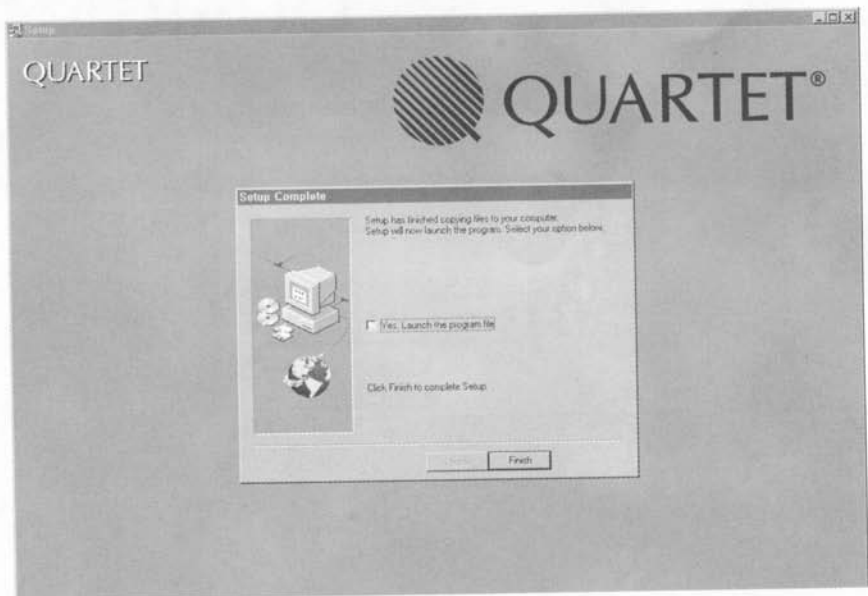 Setup
QUARTET
QUARTET®
Setup Complete
Setup has finished copying files to your computer.
Setup will now launch the program. Select your option below.
Yes, Launch the program file
Click Finish to complete Setup.
Finish